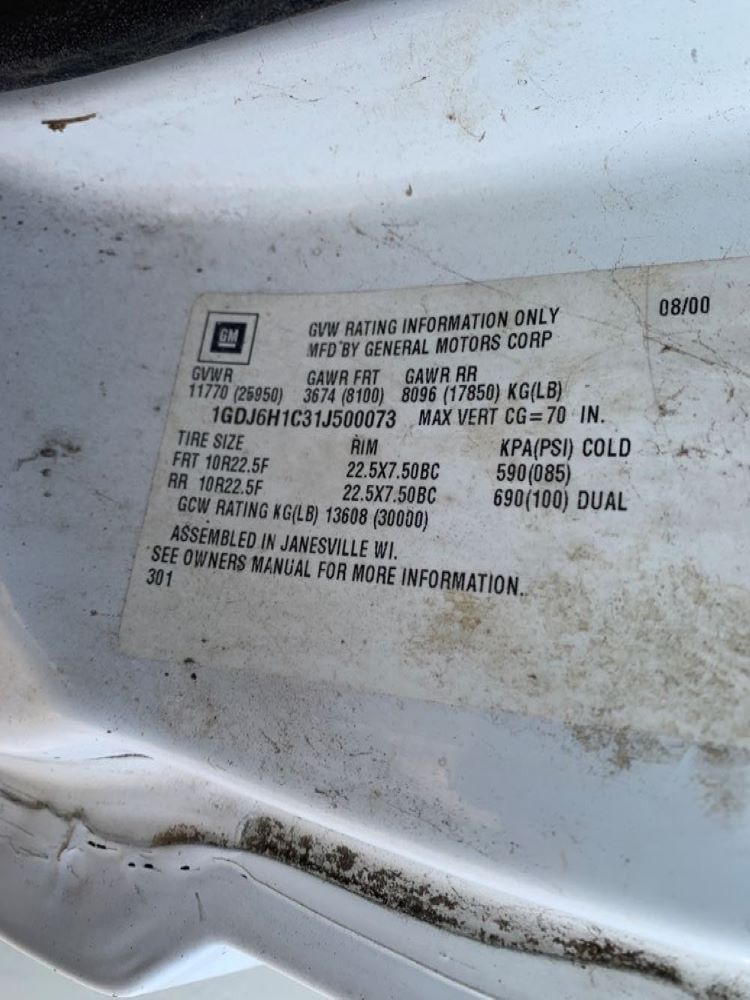 GM
GVW RATING INFORMATION ONLY 08/00
MFD BY GENERAL MOTORS CORP
GVWR GAWR FRT GAWR RR
11770 (25950) 3674 (8100) 8096 (17850) KG(LB)
1GDJ6H1C31J500073 MAX VERT CG=70 IN.
TIRE SIZE RIM KPA(PSI) COLD
FRT 10R22.5F 22.5X7.50BC 590(085)
RR 10R22.5F 22.5X7.50BC 690(100) DUAL
GCW RATING KG(LB) 13608 (30000)
ASSEMBLED IN JANESVILLE WI.
SEE OWNERS MANUAL FOR MORE INFORMATION.
301